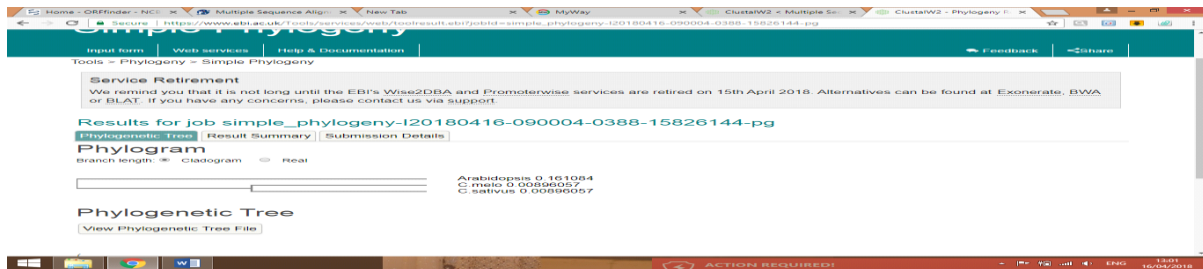 Home - ORFfinder - NCE
Multiple Sequence Alignm
New Tab
MyWay
ClustalW2 < Multiple Se
ClustalW2 - Phylogeny R
Secure | https://www.ebi.ac.uk/Tools/services/web/toolresult.ebi?jobId=simple_phylogeny-I20180416-090004-0388-15826144-pg
Simple Phylogeny
Input form Web services Help & Documentation Feedback Share
Tools > Phylogeny > Simple Phylogeny
Service Retirement
We remind you that it is not long until the EBI's Wise2DBA and Promoterwise services are retired on 15th April 2018. Alternatives can be found at Exonerate, BWA
or BLAT. If you have any concerns, please contact us via support.
Results for job simple_phylogeny-I20180416-090004-0388-15826144-pg
Phylogenetic Tree Result Summary Submission Details
Phylogram
Branch length: Cladogram Real
Arabidopsis 0.161084
C.melo 0.00896057
C.sativus 0.00896057
Phylogenetic Tree
View Phylogenetic Tree File
ACTION REQUIRED!
ENG
13:01
16/04/2018